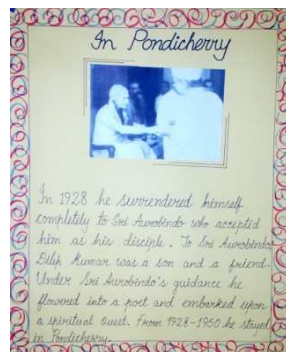 In Pondicherry
In 1928 he surrendered himself
completely to Sri Aurobindo who accepted
him as his disciple. To Sri Aurobindo
Dilip Kumar was a son and a friend.
Under Sri Aurobindo's guidance he
flowered into a poet and embarked upon
a spiritual quest. From 1928-1950 he stayed
in Pondicherry.